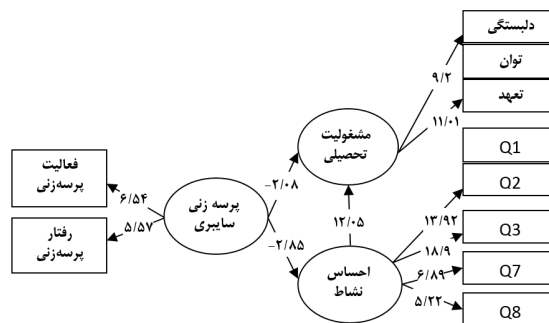 دلبستگی
توان
تعهد
۹/۲
۱۱/۰۱
مشغولیت
تحصیلی
Q1
Q2
Q3
Q7
Q8
فعالیت
پرسه‌زنی
رفتار
پرسه‌زنی
۶/۵۴
۵/۵۷
پرسه زنی
سایبری
-۲/۰۸
-۲/۸۵
۱۲/۰۵
احساس
نشاط
۱۳/۹۲
۱۸/۹
۶/۸۹
۵/۲۲